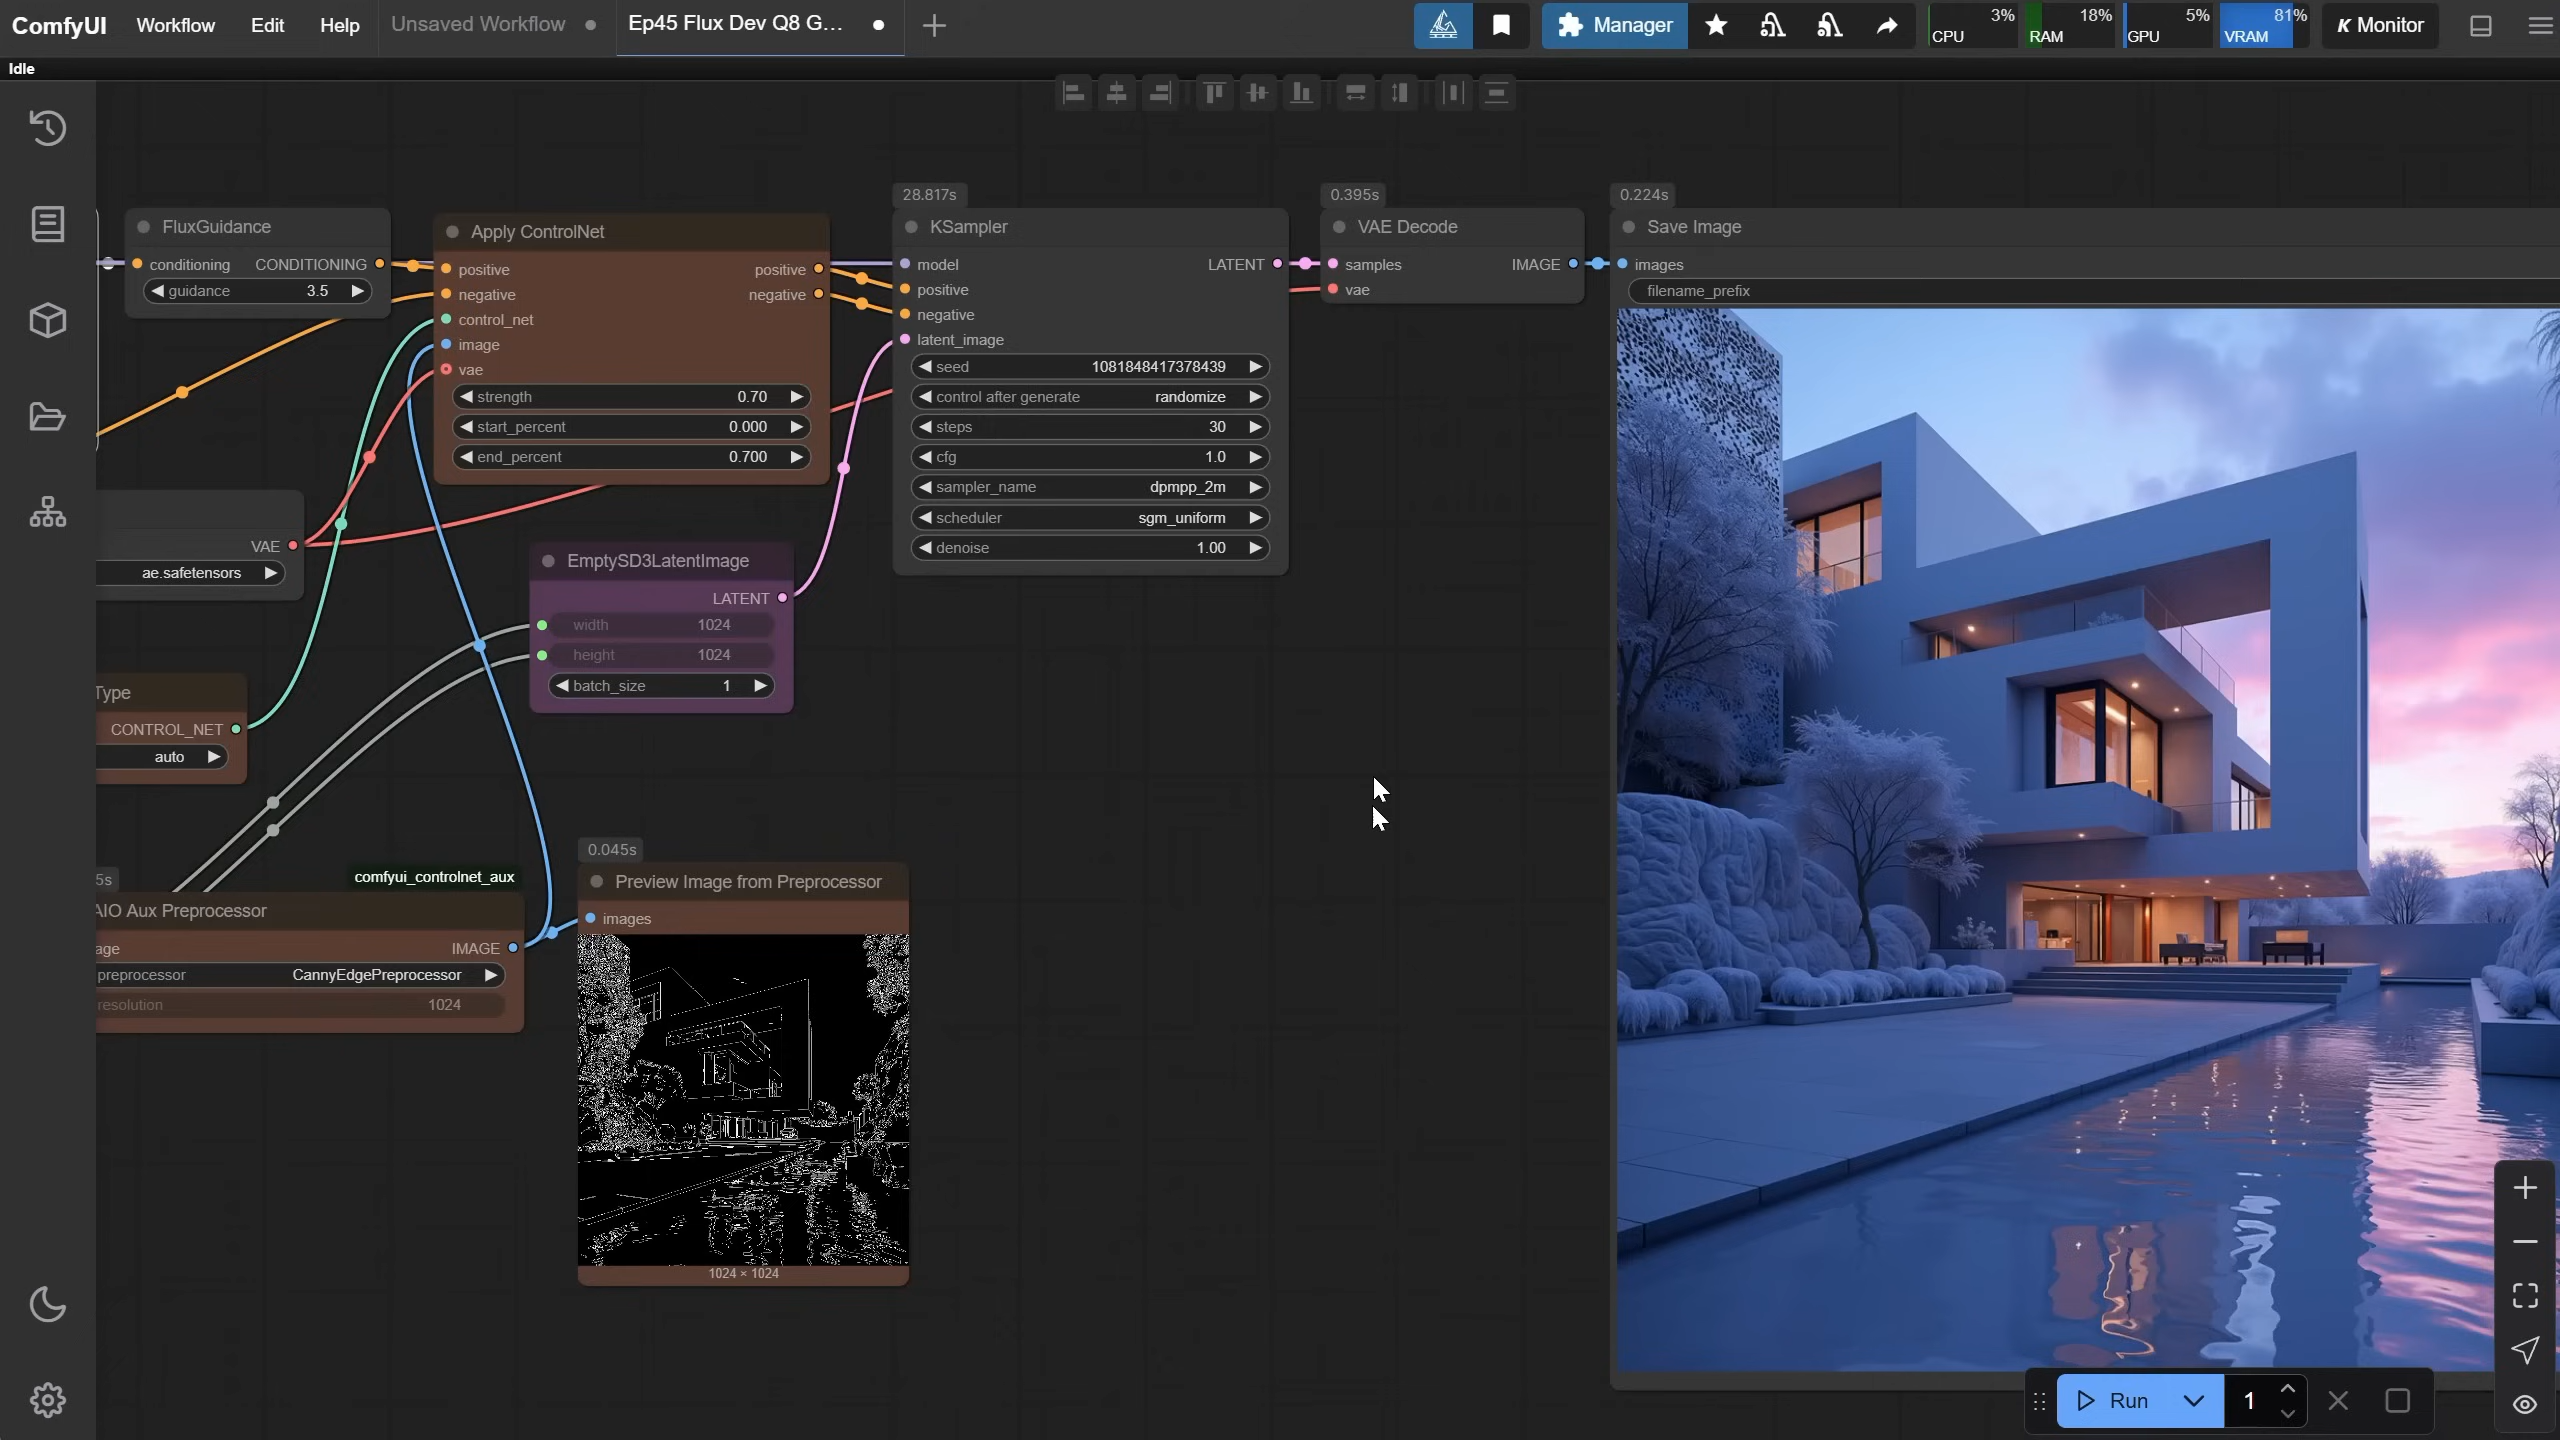 ComfyUI Workflow Edit Help Unsaved Workflow Ep45 Flux Dev Q8 G... Manager CPU 3% RAM 18% GPU 5% VRAM 81% K Monitor
Idle
28.817s
0.395s
0.224s
FluxGuidance
conditioning CONDITIONING
guidance 3.5
Apply ControlNet
positive positive
negative negative
control_net
image
vae
strength 0.70
start_percent 0.000
end_percent 0.700
KSampler
model LATENT
positive
negative
latent_image
seed 1081848417378439
control after generate randomize
steps 30
cfg 1.0
sampler_name dpmpp_2m
scheduler sgm_uniform
denoise 1.00
VAE Decode
samples IMAGE
vae
Save Image
images
filename_prefix
VAE
ae.safetensors
EmptySD3LatentImage
LATENT
width 1024
height 1024
batch_size 1
Type
CONTROL_NET
auto
5s
comfyui_controlnet_aux
AIO Aux Preprocessor
age IMAGE
preprocessor CannyEdgePreprocessor
resolution 1024
0.045s
Preview Image from Preprocessor
images
1024 × 1024
Run 1